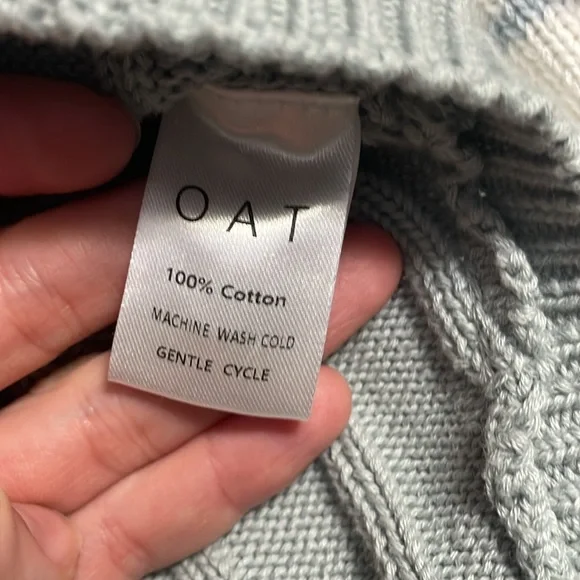 OAT
100% Cotton
MACHINE WASH COLD
GENTLE CYCLE